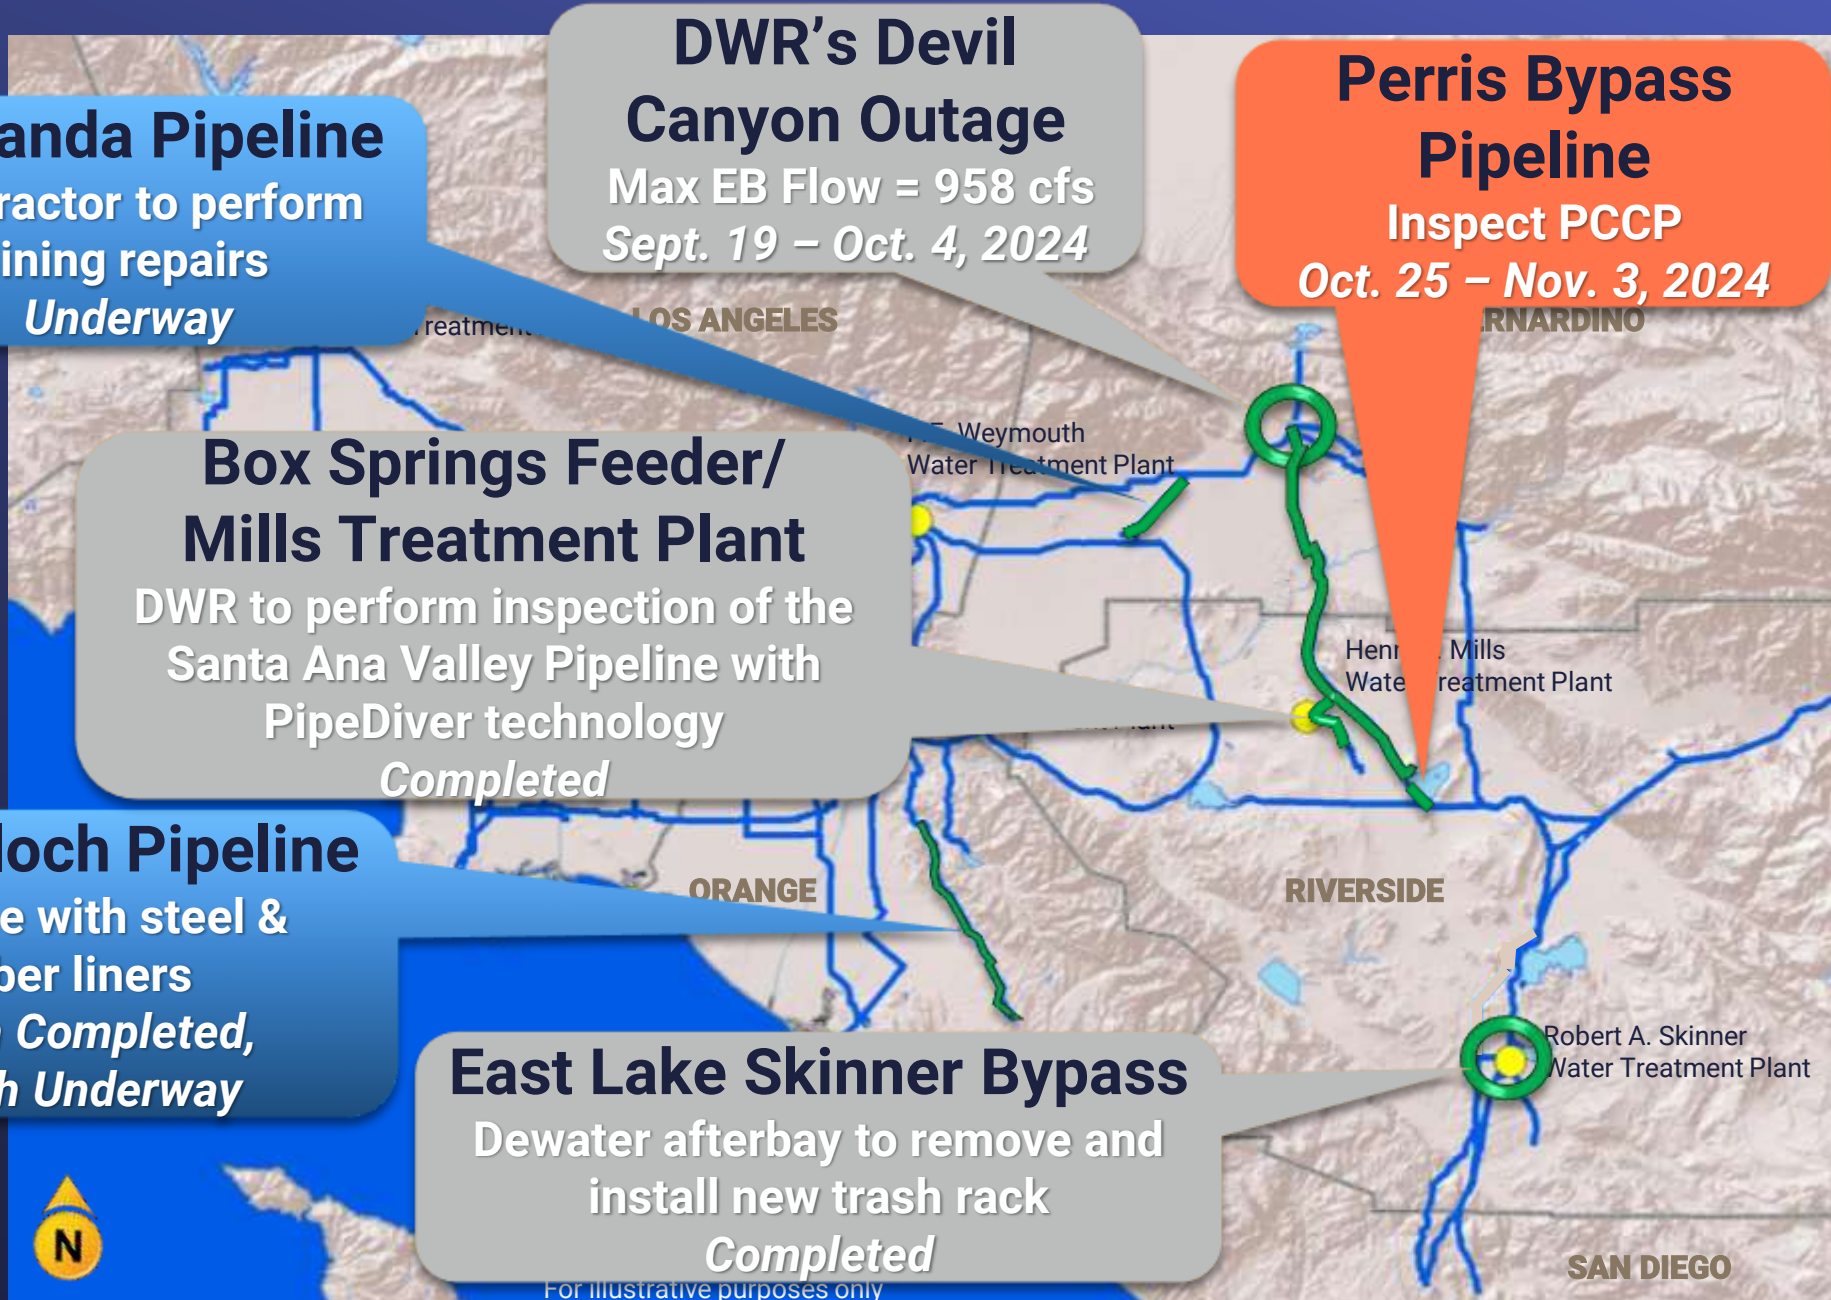 DWR's Devil
Canyon Outage
Max EB Flow = 958 cfs
Sept. 19 – Oct. 4, 2024
Perris Bypass
Pipeline
Inspect PCCP
Oct. 25 – Nov. 3, 2024
anda Pipeline
ractor to perform
ining repairs
Underway
reatment
LOS ANGELES
ERNARDINO
Weymouth
Water Treatment Plant
Box Springs Feeder/
Mills Treatment Plant
DWR to perform inspection of the
Santa Ana Valley Pipeline with
PipeDiver technology
Completed
Mills
Water Treatment Plant
Plant
loch Pipeline
e with steel &
ber liners
Completed,
h Underway
ORANGE
RIVERSIDE
East Lake Skinner Bypass
Dewater afterbay to remove and
install new trash rack
Completed
Robert A. Skinner
Water Treatment Plant
N
SAN DIEGO
For illustrative purposes only